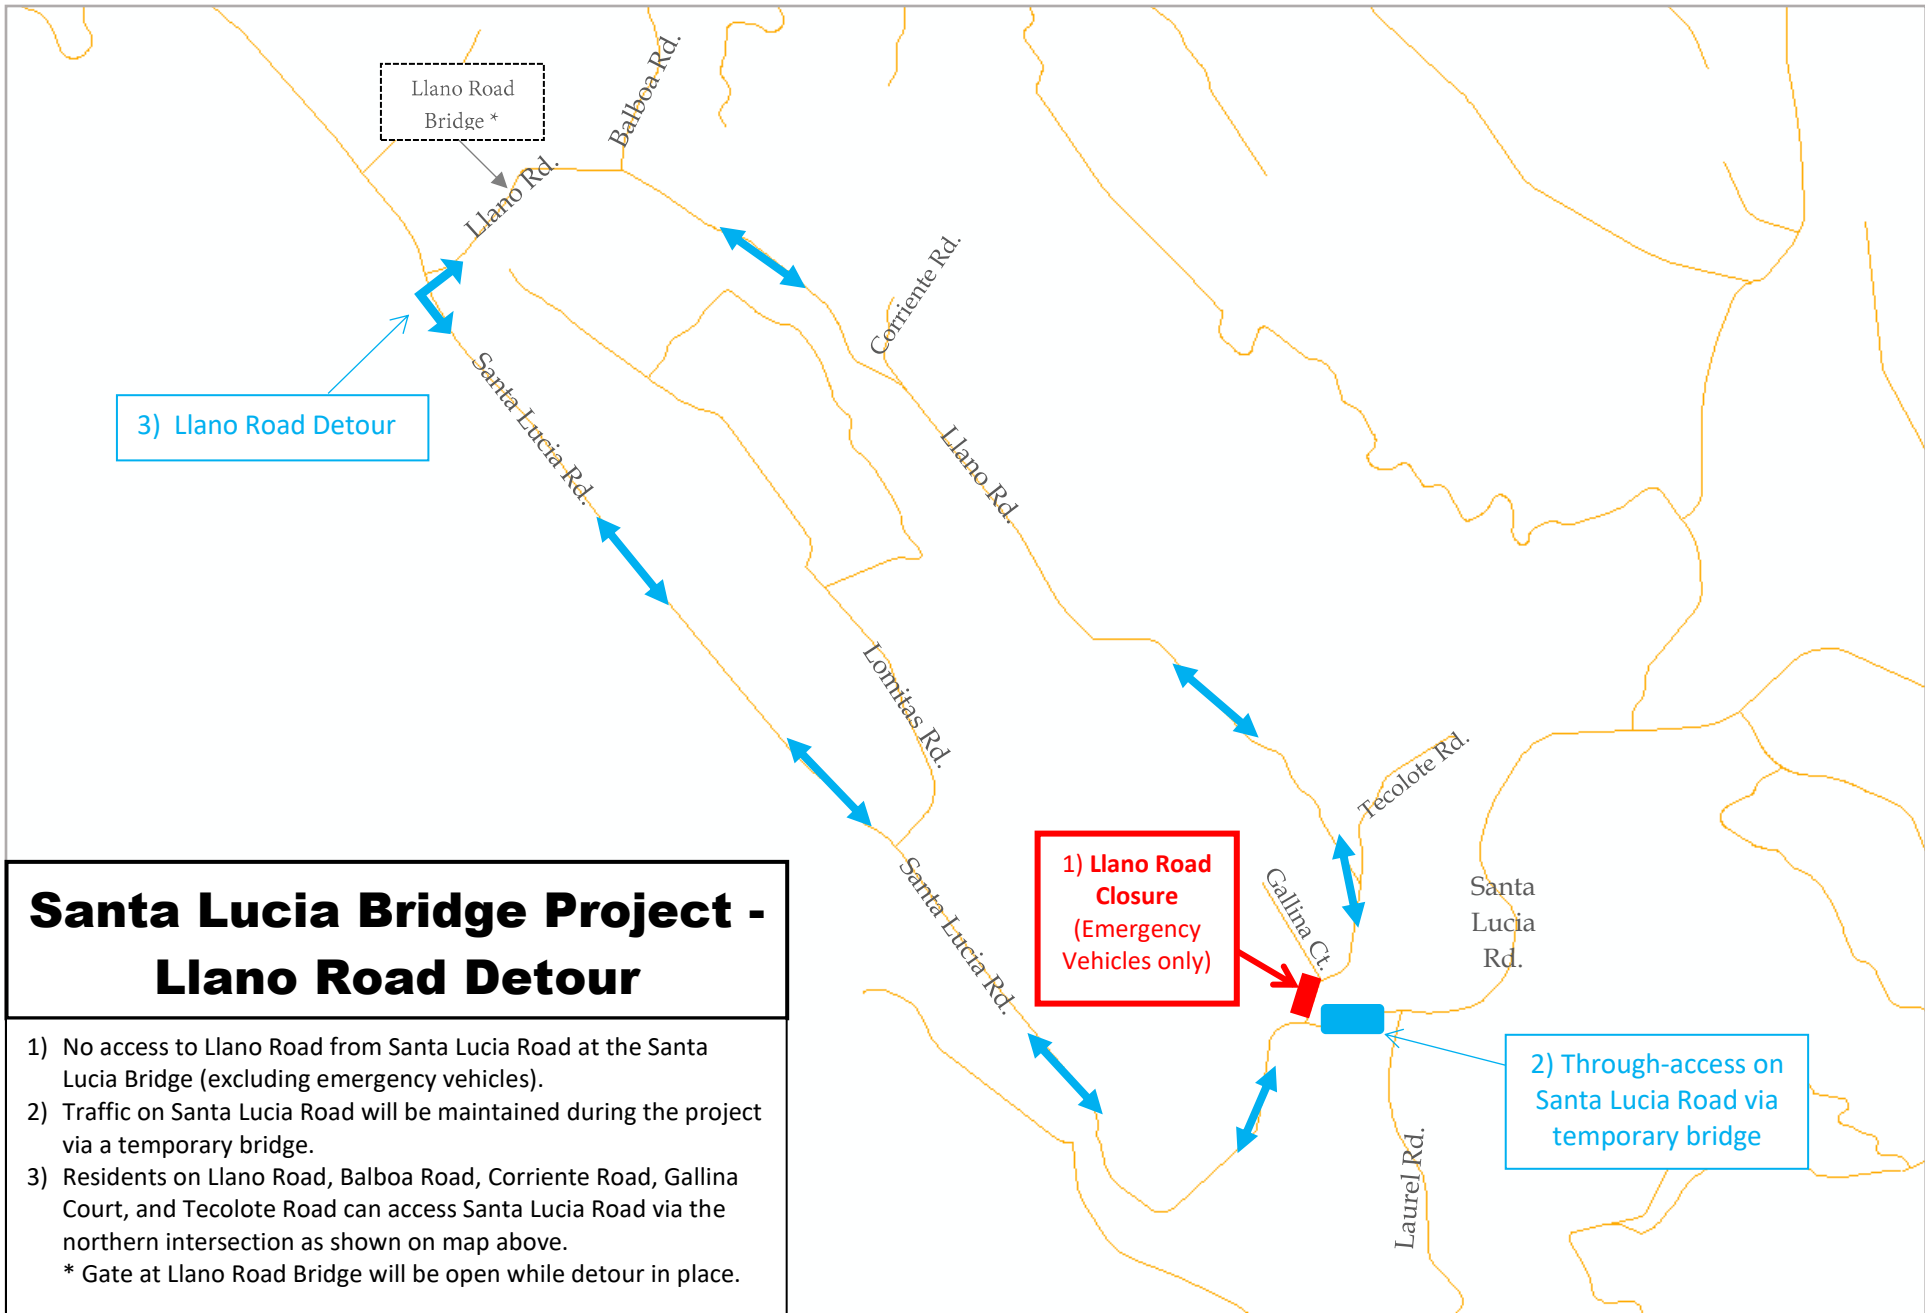 Llano Road
Bridge *
Balboa Rd.
Llano Rd.
Corriente Rd.
3) Llano Road Detour
Santa Lucia Rd.
Llano Rd.
Lomitas Rd.
Tecolote Rd.
1) Llano Road
Closure
(Emergency
Vehicles only)
Gallina Ct.
Santa
Lucia
Rd.
Santa Lucia Rd.
2) Through-access on
Santa Lucia Road via
temporary bridge
Laurel Rd.
Santa Lucia Bridge Project -
Llano Road Detour
1) No access to Llano Road from Santa Lucia Road at the Santa
Lucia Bridge (excluding emergency vehicles).
2) Traffic on Santa Lucia Road will be maintained during the project
via a temporary bridge.
3) Residents on Llano Road, Balboa Road, Corriente Road, Gallina
Court, and Tecolote Road can access Santa Lucia Road via the
northern intersection as shown on map above.
* Gate at Llano Road Bridge will be open while detour in place.